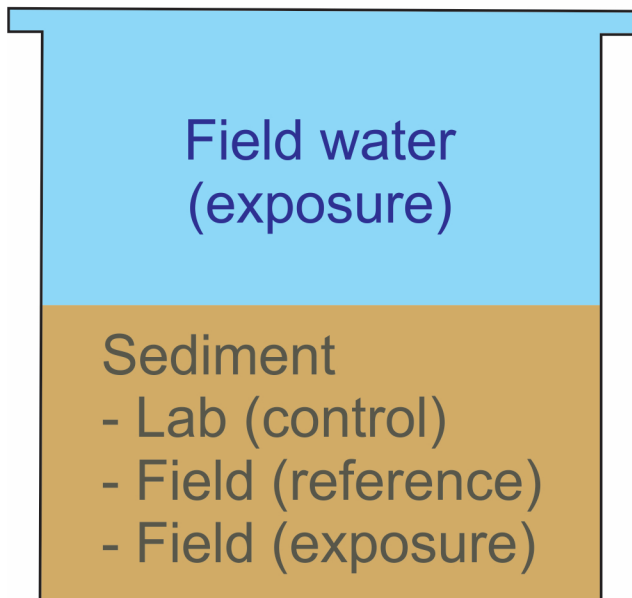 Field water
(exposure)
Sediment
- Lab (control)
- Field (reference)
- Field (exposure)